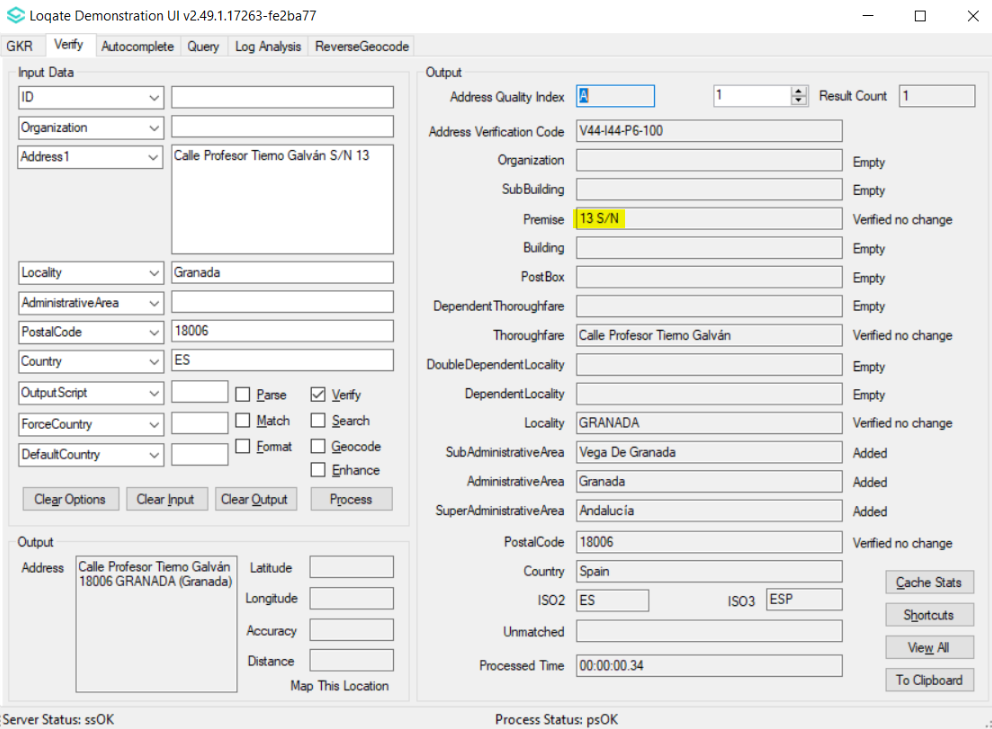 Loqate Demonstration UI v2.49.1.17263-fe2ba77
GKR Verify Autocomplete Query Log Analysis ReverseGeocode
Input Data
ID
Organization
Address1 Calle Profesor Tierno Galván S/N 13
Locality Granada
AdministrativeArea
PostalCode 18006
Country ES
OutputScript Parse Verify
ForceCountry Match Search
DefaultCountry Format Geocode
Enhance
Clear Options Clear Input Clear Output Process
Output
Address Calle Profesor Tierno Galván
18006 GRANADA (Granada)
Latitude
Longitude
Accuracy
Distance
Map This Location
Output
Address Quality Index A 1 Result Count 1
Address Verification Code V44-I44-P6-100
Organization Empty
SubBuilding Empty
Premise 13 S/N Verified no change
Building Empty
PostBox Empty
DependentThoroughfare Empty
Thoroughfare Calle Profesor Tierno Galván Verified no change
DoubleDependentLocality Empty
DependentLocality Empty
Locality GRANADA Verified no change
SubAdministrativeArea Vega De Granada Added
AdministrativeArea Granada Added
SuperAdministrativeArea Andalucía Added
PostalCode 18006 Verified no change
Country Spain
ISO2 ES ISO3 ESP
Unmatched
Processed Time 00:00:00.34
Cache Stats
Shortcuts
View All
To Clipboard
Server Status: ssOK Process Status: psOK